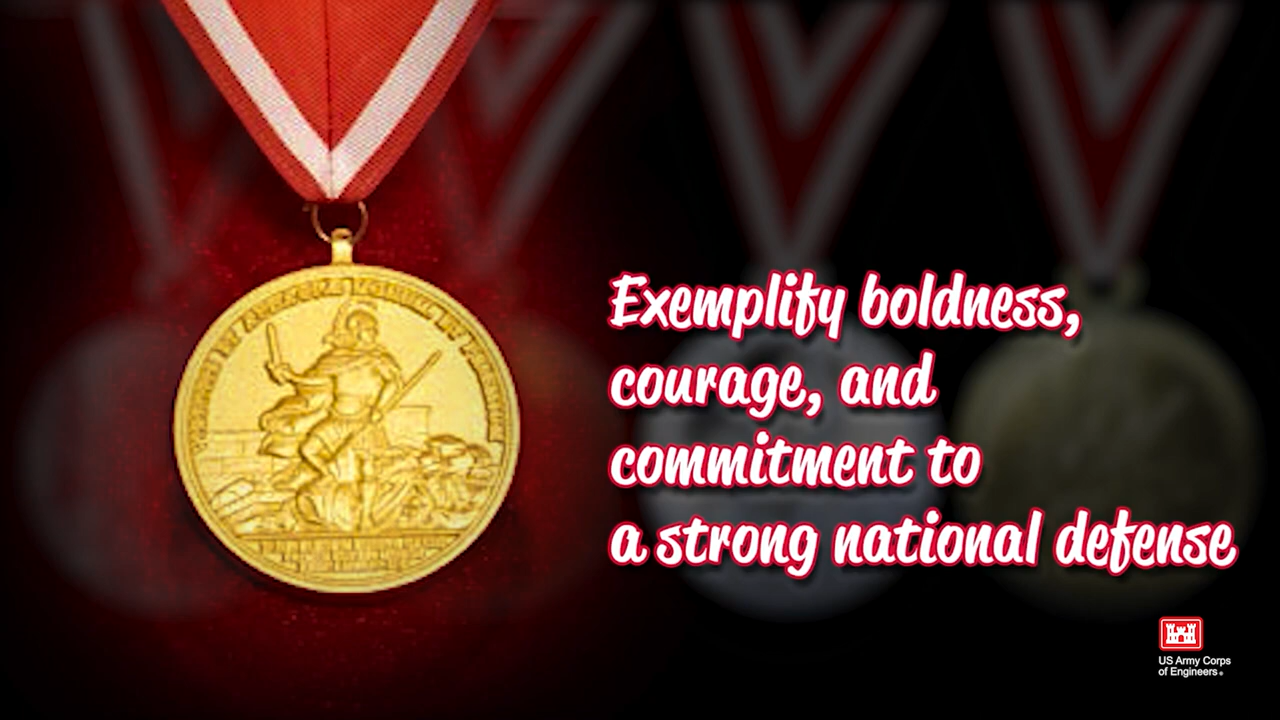 Exemplify boldness,
courage, and
commitment to
a strong national defense
US Army Corps
of Engineers®